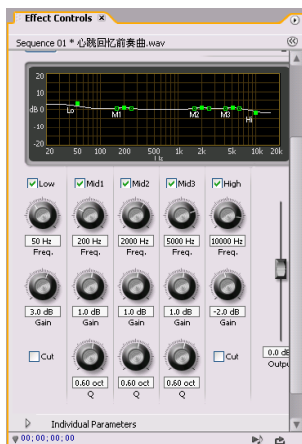 Effect Controls ×
Sequence 01 * 心跳回忆前奏曲.wav
20
10
dB 0
-10
-20
Lo M1 M2 M3 Hi
20 50 100 200 500 1k 2k 5k 10k 20k
Hz
Low Mid1 Mid2 Mid3 High
50 Hz 200 Hz 2000 Hz 5000 Hz 10000 Hz
Freq. Freq. Freq. Freq. Freq.
3.0 dB 1.0 dB 1.0 dB 1.0 dB -2.0 dB
Gain Gain Gain Gain Gain
Cut Cut
0.0 dB
Outpu
0.60 oct 0.60 oct 0.60 oct
Q Q Q
Individual Parameters
00;00;00;00